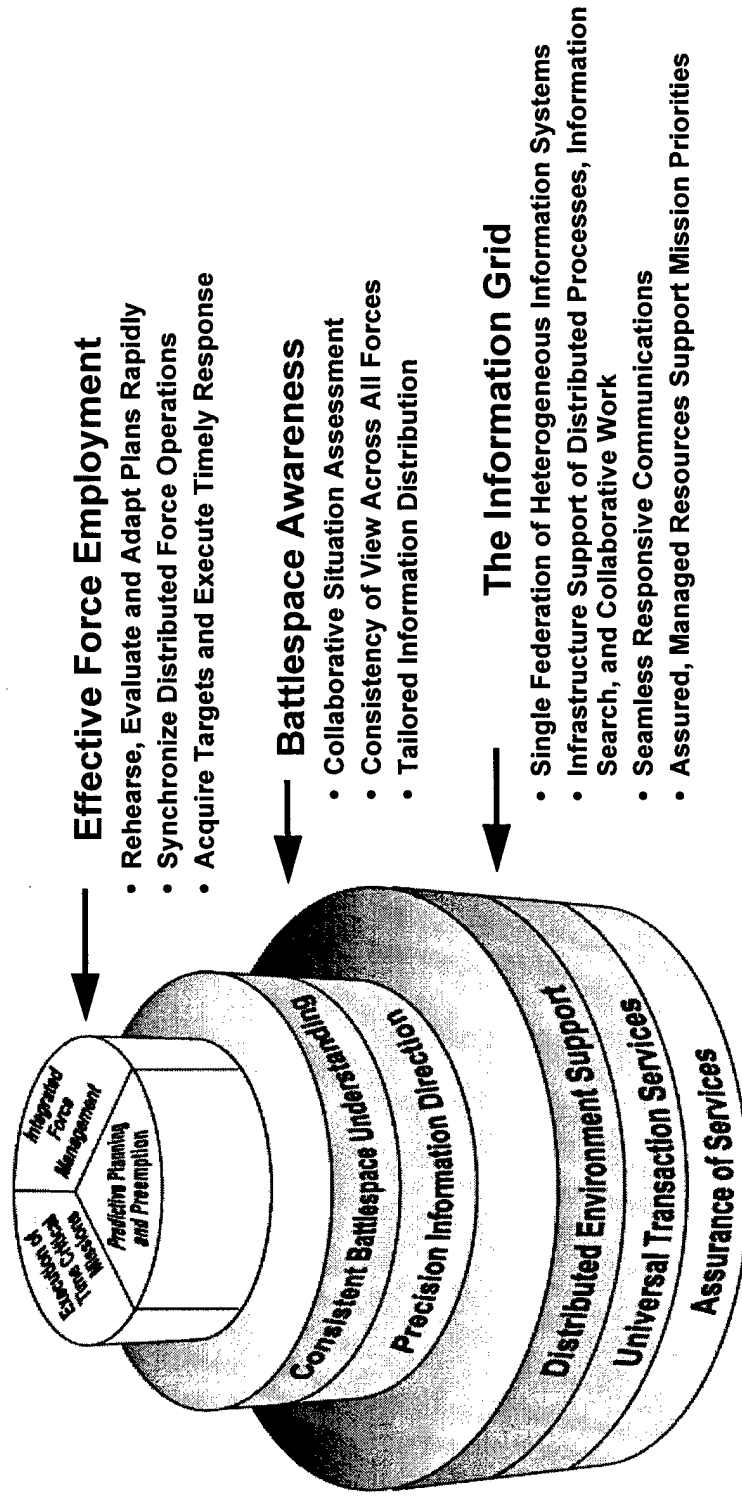 Effective Force Employment
• Rehearse, Evaluate and Adapt Plans Rapidly
• Synchronize Distributed Force Operations
• Acquire Targets and Execute Timely Response
Battlespace Awareness
• Collaborative Situation Assessment
• Consistency of View Across All Forces
• Tailored Information Distribution
The Information Grid
• Single Federation of Heterogeneous Information Systems
• Infrastructure Support of Distributed Processes, Information
Search, and Collaborative Work
• Seamless Responsive Communications
• Assured, Managed Resources Support Mission Priorities
Execution of
Time Critical
Missions
Integrated
Force
Management
Predictive Planning
and Preemption
Consistent Battlespace Understanding
Precision Information Direction
Distributed Environment Support
Universal Transaction Services
Assurance of Services